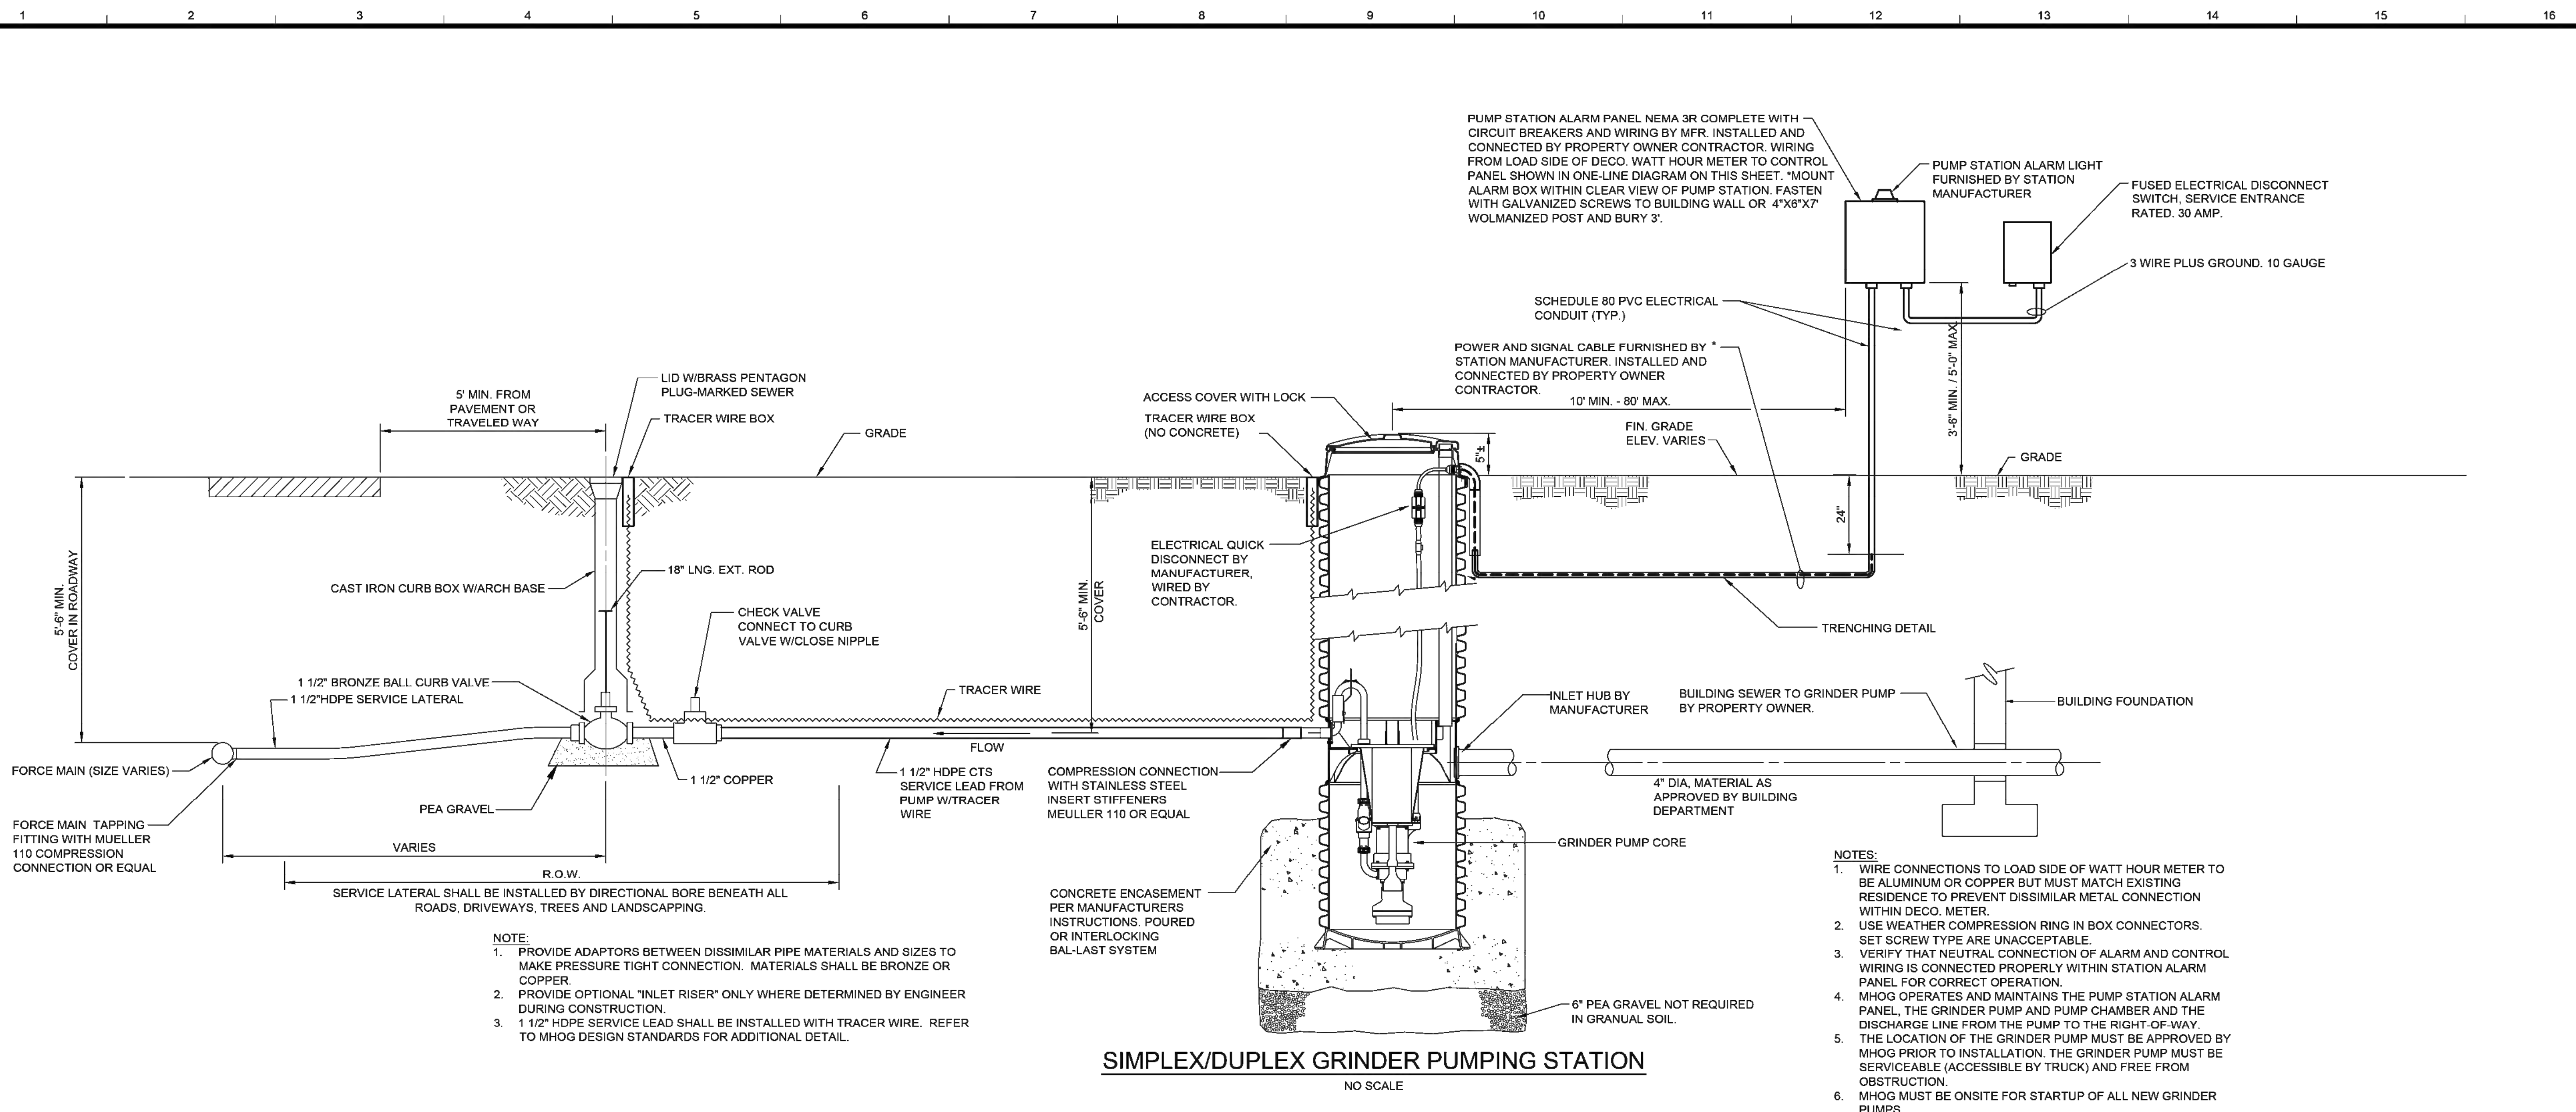 1 2 3 4 5 6 7 8 9 10 11 12 13 14 15 16
PUMP STATION ALARM PANEL NEMA 3R COMPLETE WITH
CIRCUIT BREAKERS AND WIRING BY MFR. INSTALLED AND
CONNECTED BY PROPERTY OWNER CONTRACTOR. WIRING
FROM LOAD SIDE OF DECO. WATT HOUR METER TO CONTROL
PANEL SHOWN IN ONE-LINE DIAGRAM ON THIS SHEET. *MOUNT
ALARM BOX WITHIN CLEAR VIEW OF PUMP STATION. FASTEN
WITH GALVANIZED SCREWS TO BUILDING WALL OR 4"X6"X7'
WOLMANIZED POST AND BURY 3'.
PUMP STATION ALARM LIGHT
FURNISHED BY STATION
MANUFACTURER
FUSED ELECTRICAL DISCONNECT
SWITCH, SERVICE ENTRANCE
RATED. 30 AMP.
3 WIRE PLUS GROUND. 10 GAUGE
SCHEDULE 80 PVC ELECTRICAL
CONDUIT (TYP.)
POWER AND SIGNAL CABLE FURNISHED BY *
STATION MANUFACTURER. INSTALLED AND
CONNECTED BY PROPERTY OWNER
CONTRACTOR.
10' MIN. - 80' MAX.
3'-6" MIN. / 5'-0" MAX.
FIN. GRADE
ELEV. VARIES
GRADE
24"
5"±
ACCESS COVER WITH LOCK
TRACER WIRE BOX
(NO CONCRETE)
LID W/BRASS PENTAGON
PLUG-MARKED SEWER
TRACER WIRE BOX
GRADE
5' MIN. FROM
PAVEMENT OR
TRAVELED WAY
5'-6" MIN.
COVER IN ROADWAY
CAST IRON CURB BOX W/ARCH BASE
18" LNG. EXT. ROD
CHECK VALVE
CONNECT TO CURB
VALVE W/CLOSE NIPPLE
5'-6" MIN.
COVER
ELECTRICAL QUICK
DISCONNECT BY
MANUFACTURER,
WIRED BY
CONTRACTOR.
TRENCHING DETAIL
1 1/2" BRONZE BALL CURB VALVE
1 1/2"HDPE SERVICE LATERAL
TRACER WIRE
INLET HUB BY
MANUFACTURER
BUILDING SEWER TO GRINDER PUMP
BY PROPERTY OWNER.
BUILDING FOUNDATION
FLOW
FORCE MAIN (SIZE VARIES)
1 1/2" COPPER
1 1/2" HDPE CTS
SERVICE LEAD FROM
PUMP W/TRACER
WIRE
COMPRESSION CONNECTION
WITH STAINLESS STEEL
INSERT STIFFENERS
MEULLER 110 OR EQUAL
4" DIA, MATERIAL AS
APPROVED BY BUILDING
DEPARTMENT
PEA GRAVEL
FORCE MAIN TAPPING
FITTING WITH MUELLER
110 COMPRESSION
CONNECTION OR EQUAL
VARIES
R.O.W.
SERVICE LATERAL SHALL BE INSTALLED BY DIRECTIONAL BORE BENEATH ALL
ROADS, DRIVEWAYS, TREES AND LANDSCAPPING.
GRINDER PUMP CORE
CONCRETE ENCASEMENT
PER MANUFACTURERS
INSTRUCTIONS. POURED
OR INTERLOCKING
BAL-LAST SYSTEM
6" PEA GRAVEL NOT REQUIRED
IN GRANUAL SOIL.
NOTE:
1. PROVIDE ADAPTORS BETWEEN DISSIMILAR PIPE MATERIALS AND SIZES TO
MAKE PRESSURE TIGHT CONNECTION. MATERIALS SHALL BE BRONZE OR
COPPER.
2. PROVIDE OPTIONAL "INLET RISER" ONLY WHERE DETERMINED BY ENGINEER
DURING CONSTRUCTION.
3. 1 1/2" HDPE SERVICE LEAD SHALL BE INSTALLED WITH TRACER WIRE. REFER
TO MHOG DESIGN STANDARDS FOR ADDITIONAL DETAIL.
SIMPLEX/DUPLEX GRINDER PUMPING STATION
NO SCALE
NOTES:
1. WIRE CONNECTIONS TO LOAD SIDE OF WATT HOUR METER TO
BE ALUMINUM OR COPPER BUT MUST MATCH EXISTING
RESIDENCE TO PREVENT DISSIMILAR METAL CONNECTION
WITHIN DECO. METER.
2. USE WEATHER COMPRESSION RING IN BOX CONNECTORS.
SET SCREW TYPE ARE UNACCEPTABLE.
3. VERIFY THAT NEUTRAL CONNECTION OF ALARM AND CONTROL
WIRING IS CONNECTED PROPERLY WITHIN STATION ALARM
PANEL FOR CORRECT OPERATION.
4. MHOG OPERATES AND MAINTAINS THE PUMP STATION ALARM
PANEL, THE GRINDER PUMP AND PUMP CHAMBER AND THE
DISCHARGE LINE FROM THE PUMP TO THE RIGHT-OF-WAY.
5. THE LOCATION OF THE GRINDER PUMP MUST BE APPROVED BY
MHOG PRIOR TO INSTALLATION. THE GRINDER PUMP MUST BE
SERVICEABLE (ACCESSIBLE BY TRUCK) AND FREE FROM
OBSTRUCTION.
6. MHOG MUST BE ONSITE FOR STARTUP OF ALL NEW GRINDER
PUMPS